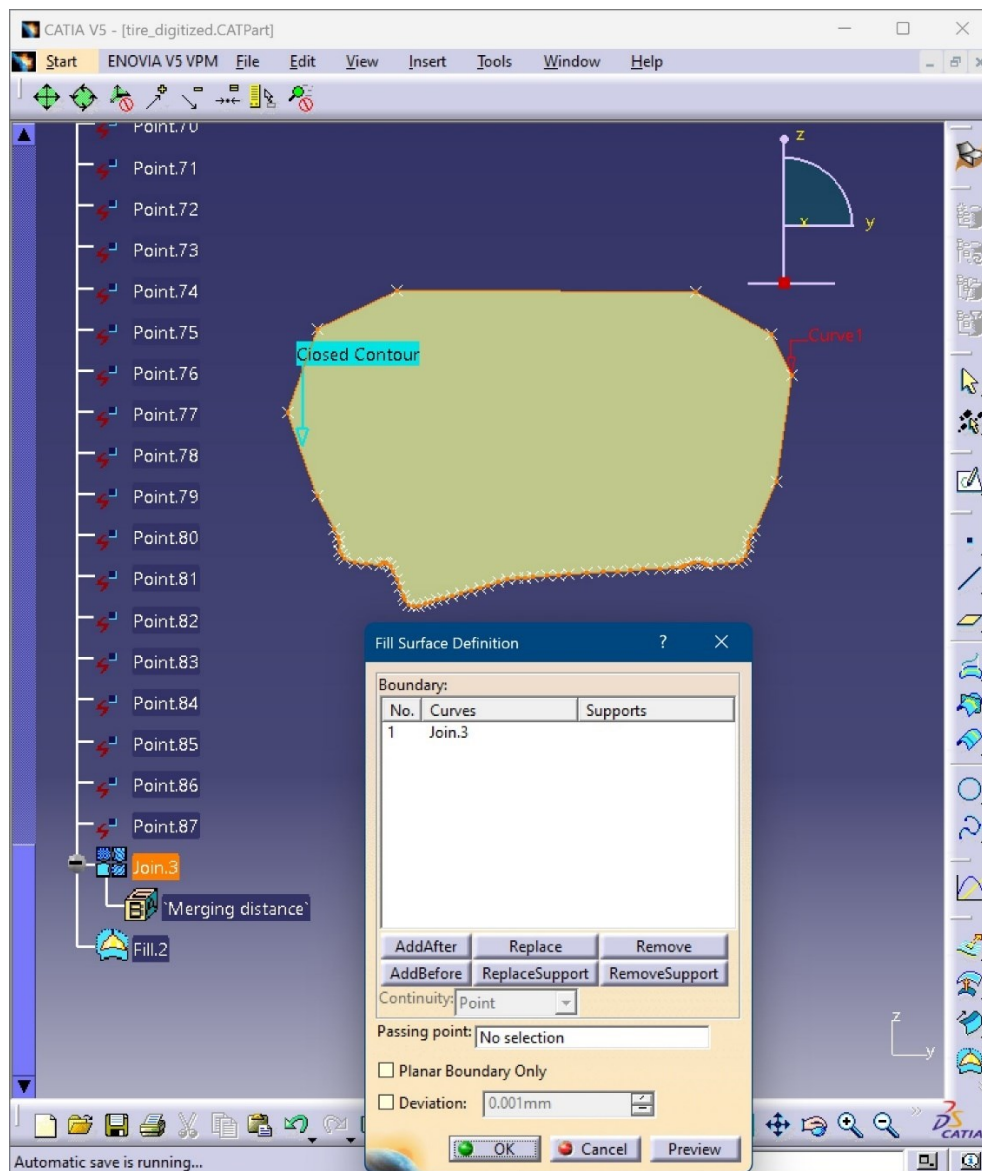 CATIA V5 - [tire_digitized.CATPart]
Start ENOVIA V5 VPM File Edit View Insert Tools Window Help
Point.70
Point.71
Point.72
Point.73
Point.74
Point.75
Point.76
Point.77
Point.78
Point.79
Point.80
Point.81
Point.82
Point.83
Point.84
Point.85
Point.86
Point.87
Join.3
`Merging distance`
Fill.2
z
x
y
Closed Contour
Curve1
Fill Surface Definition ? X
Boundary:
No. Curves Supports
1 Join.3
AddAfter Replace Remove
AddBefore ReplaceSupport RemoveSupport
Continuity: Point
Passing point: No selection
Planar Boundary Only
Deviation: 0.001mm
OK Cancel Preview
z
y
CATIA
Automatic save is running...